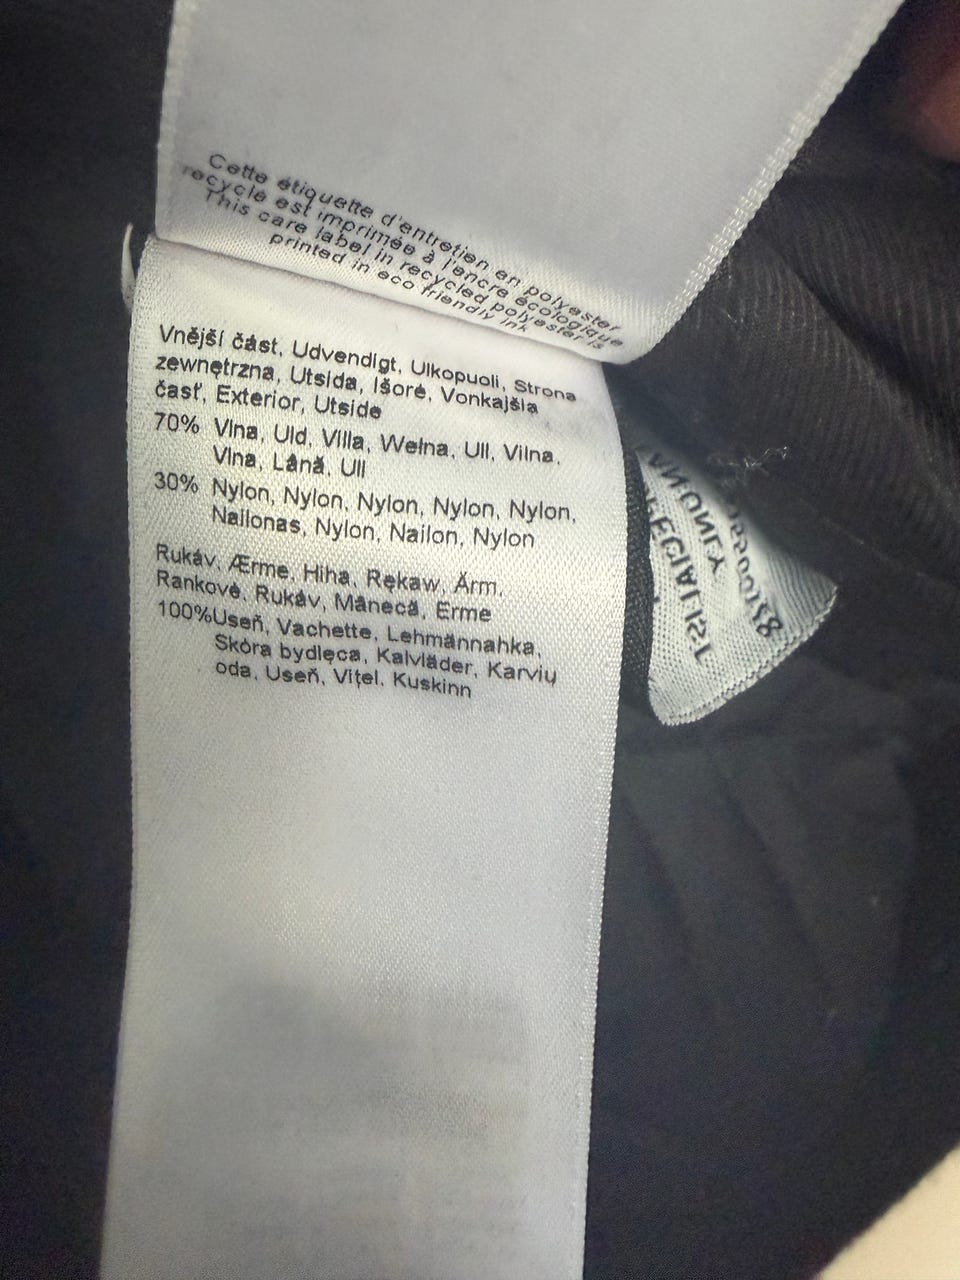 Cette étiquette d'entretien en polyester
recyclé est imprimée à l'encre écologique
This care label in recycled polyester is
printed in eco friendly ink
Vnější část, Udvendigt, Ulkopuoli, Strona
zewnętrzna, Utsida, Išorė, Vonkajšia
časť, Exterior, Utside
70% Vlna, Uld, Villa, Wełna, Ull, Vilna,
Vlna, Lână, Ull
30% Nylon, Nylon, Nylon, Nylon, Nylon,
Nailonas, Nylon, Nailon, Nylon
Rukáv, Ærme, Hiha, Rękaw, Ärm,
Rankovė, Rukáv, Mânecă, Erme
100%Useň, Vachette, Lehmännahka,
Skóra bydlęca, Kalvläder, Karvių
oda, Useň, Vițel, Kuskinn